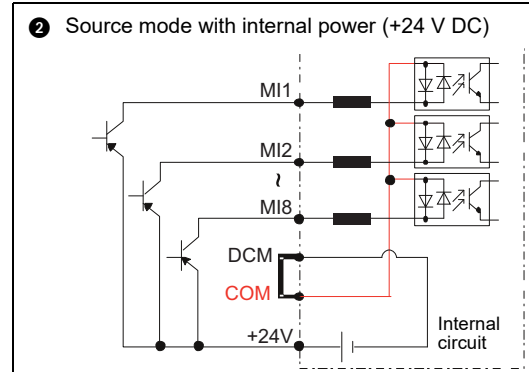 ❷ Source mode with internal power (+24 V DC)
MI1
MI2
~
MI8
DCM
COM
+24V
Internal
circuit